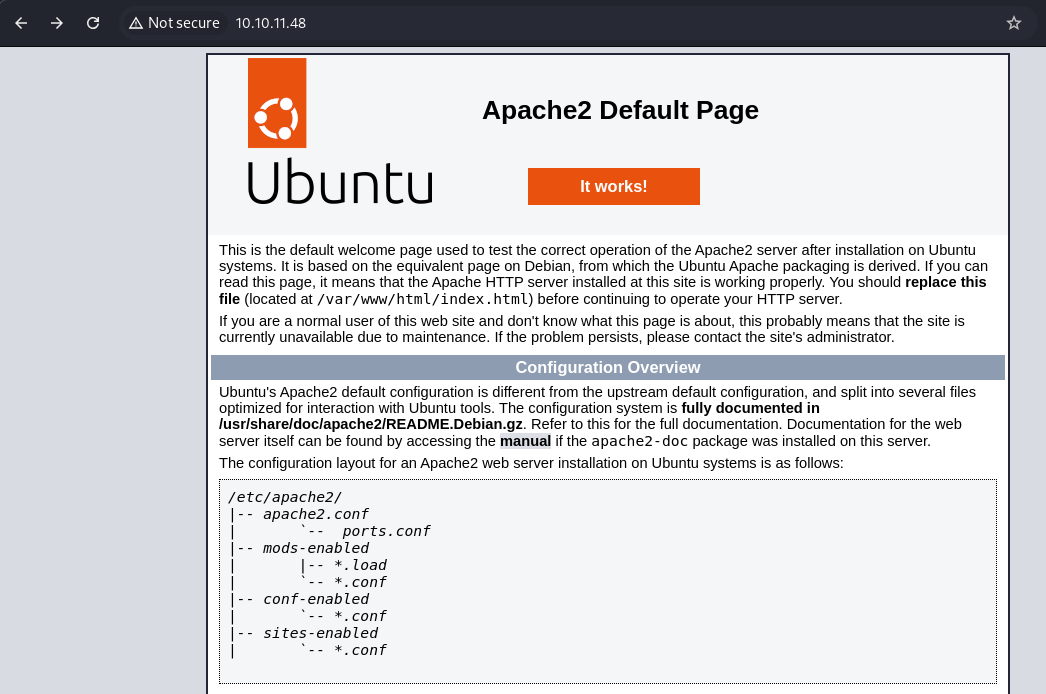 Not secure 10.10.11.48
Apache2 Default Page
Ubuntu
It works!
This is the default welcome page used to test the correct operation of the Apache2 server after installation on Ubuntu
systems. It is based on the equivalent page on Debian, from which the Ubuntu Apache packaging is derived. If you can
read this page, it means that the Apache HTTP server installed at this site is working properly. You should replace this
file (located at /var/www/html/index.html) before continuing to operate your HTTP server.
If you are a normal user of this web site and don't know what this page is about, this probably means that the site is
currently unavailable due to maintenance. If the problem persists, please contact the site's administrator.
Configuration Overview
Ubuntu's Apache2 default configuration is different from the upstream default configuration, and split into several files
optimized for interaction with Ubuntu tools. The configuration system is fully documented in
/usr/share/doc/apache2/README.Debian.gz. Refer to this for the full documentation. Documentation for the web
server itself can be found by accessing the manual if the apache2-doc package was installed on this server.
The configuration layout for an Apache2 web server installation on Ubuntu systems is as follows:
/etc/apache2/
|-- apache2.conf
|       `--  ports.conf
|-- mods-enabled
|       |-- *.load
|       `-- *.conf
|-- conf-enabled
|       `-- *.conf
|-- sites-enabled
|       `-- *.conf